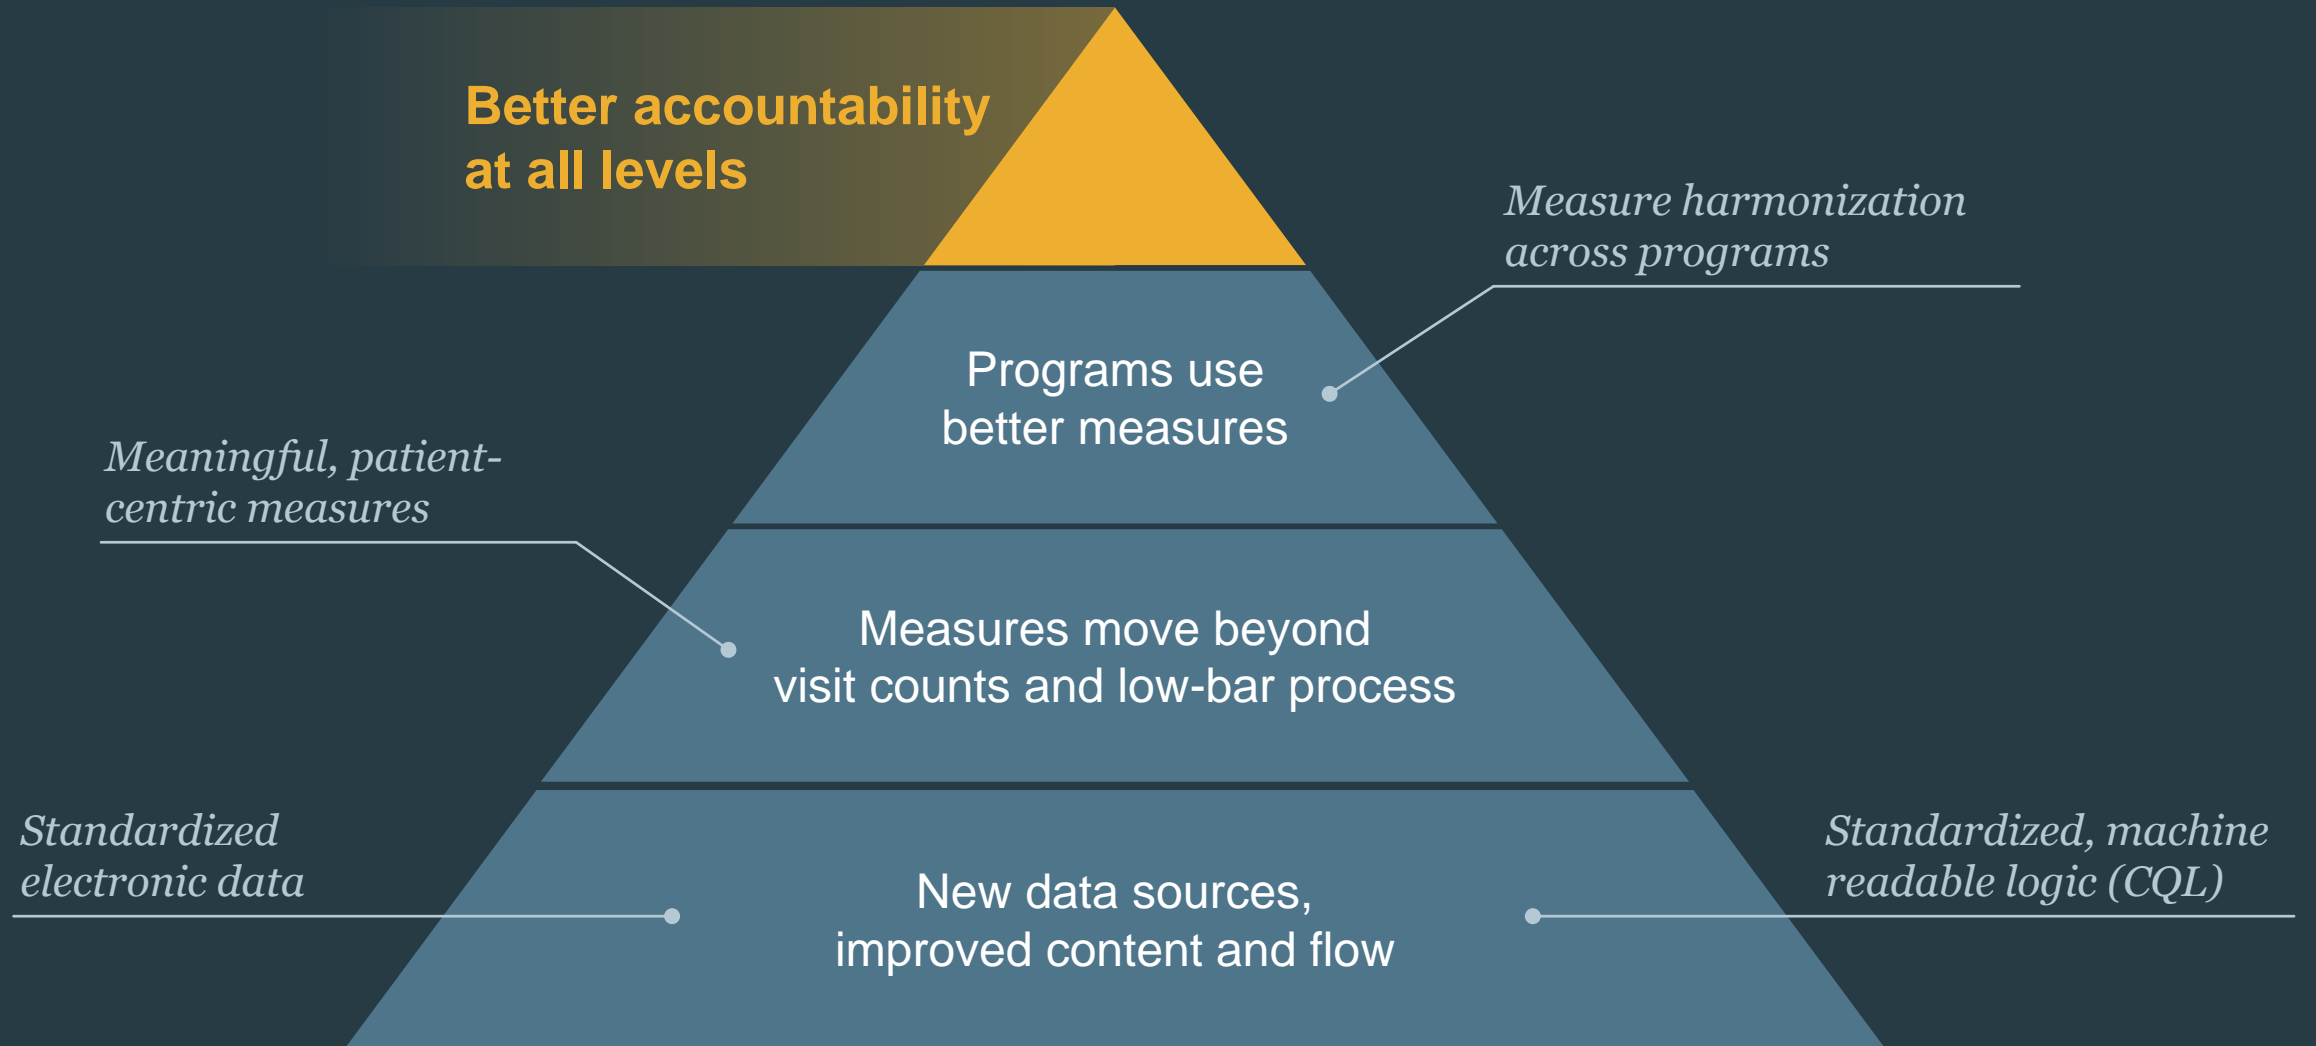 Better accountability
at all levels
Measure harmonization
across programs
Programs use
better measures
Meaningful, patient-
centric measures
Measures move beyond
visit counts and low-bar process
Standardized
electronic data
New data sources,
improved content and flow
Standardized, machine
readable logic (CQL)